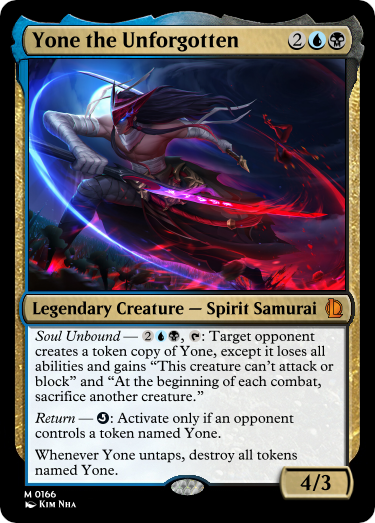 Yone the Unforgotten 2
Legendary Creature — Spirit Samurai
Soul Unbound — 2, : Target opponent
creates a token copy of Yone, except it loses all
abilities and gains “This creature can’t attack or
block” and “At the beginning of each combat,
sacrifice another creature.”
Return — : Activate only if an opponent
controls a token named Yone.
Whenever Yone untaps, destroy all tokens
named Yone.
4/3
M 0166
Kim Nha